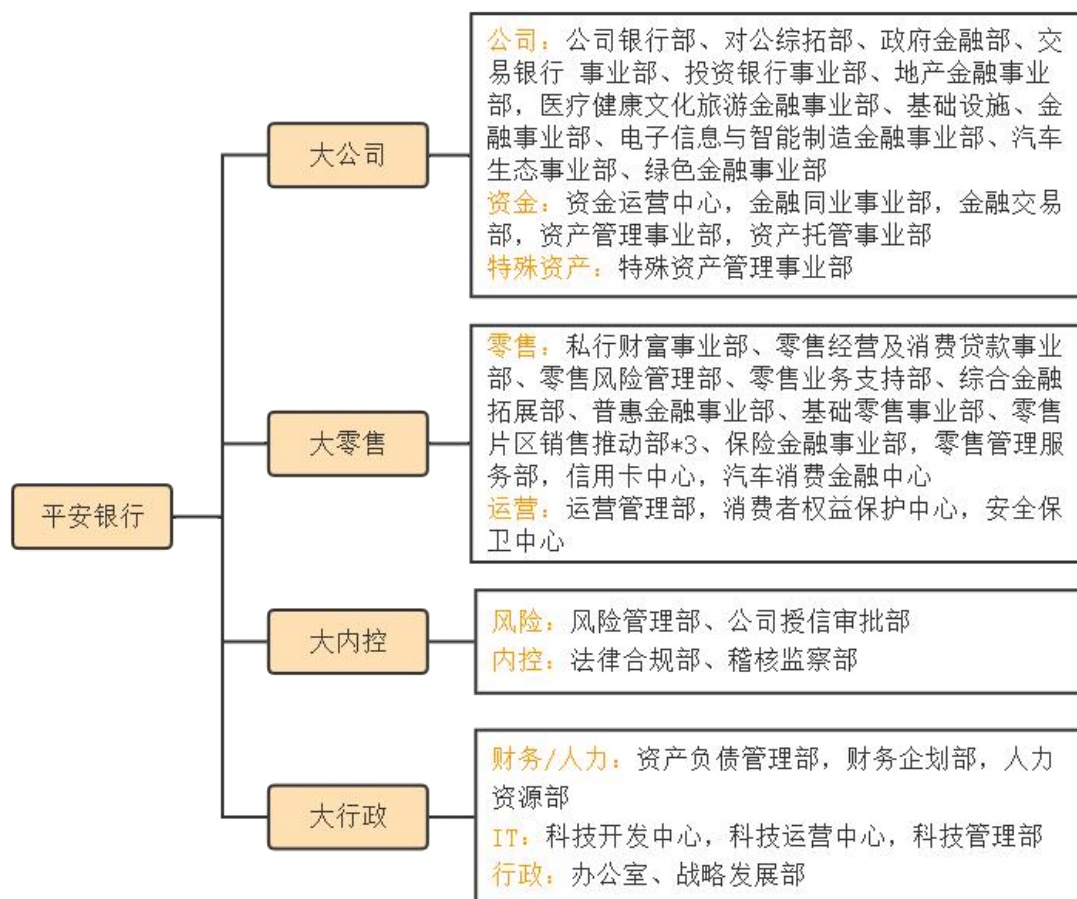 平安银行
大公司
公司：公司银行部、对公综拓部、政府金融部、交
易银行 事业部、投资银行事业部、地产金融事业
部，医疗健康文化旅游金融事业部、基础设施、金
融事业部、电子信息与智能制造金融事业部、汽车
生态事业部、绿色金融事业部
资金：资金运营中心，金融同业事业部，金融交易
部，资产管理事业部，资产托管事业部
特殊资产：特殊资产管理事业部
大零售
零售：私行财富事业部、零售经营及消费贷款事业
部、零售风险管理部、零售业务支持部、综合金融
拓展部、普惠金融事业部、基础零售事业部、零售
片区销售推动部*3、保险金融事业部，零售管理服
务部，信用卡中心，汽车消费金融中心
运营：运营管理部，消费者权益保护中心，安全保
卫中心
大内控
风险：风险管理部、公司授信审批部
内控：法律合规部、稽核监察部
大行政
财务/人力：资产负债管理部，财务企划部，人力
资源部
IT：科技开发中心，科技运营中心，科技管理部
行政：办公室、战略发展部